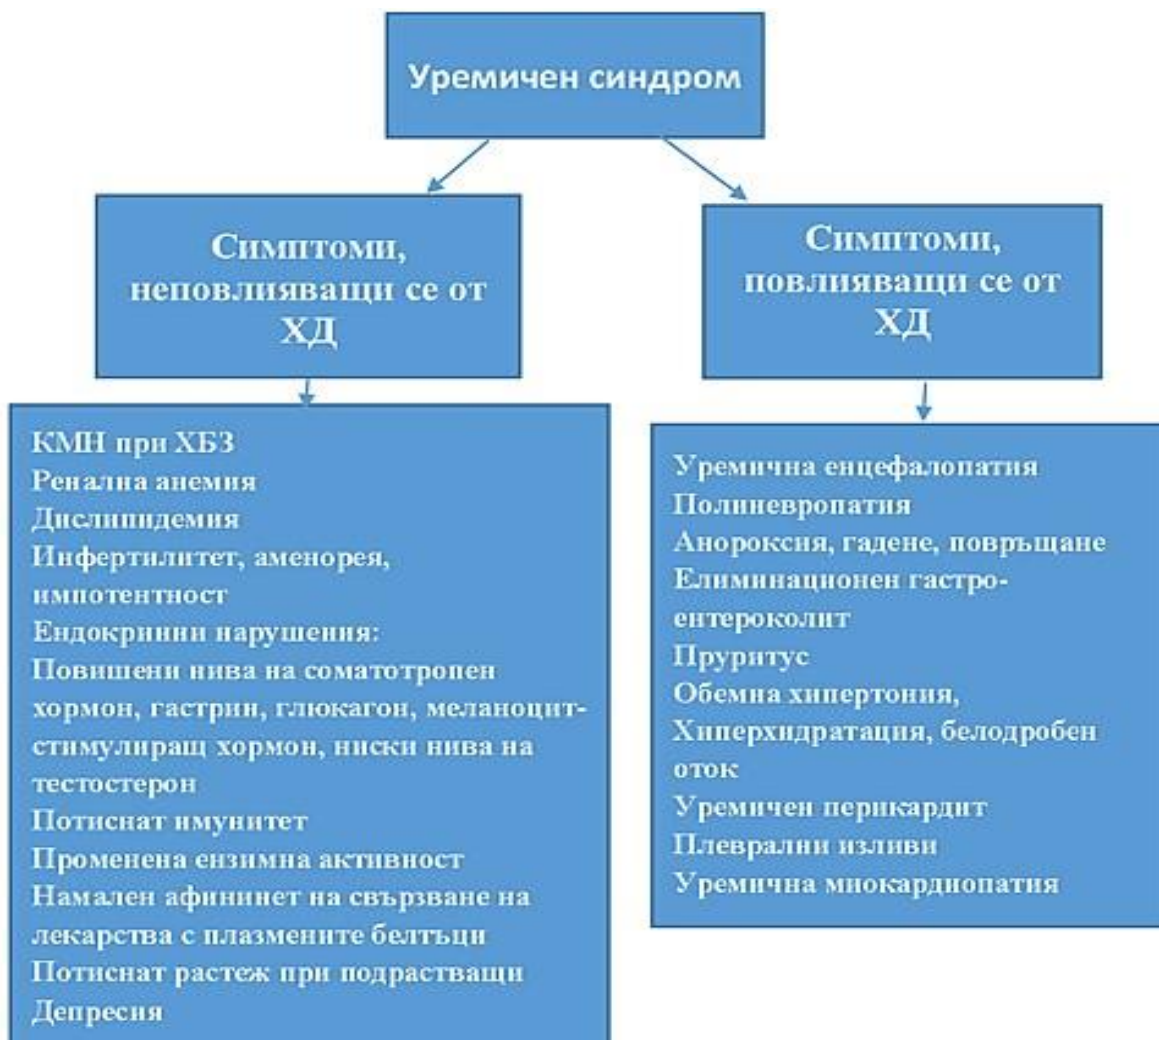 Уремичен синдром
Симптоми,
неповлияващи се от
ХД
Симптоми,
повлияващи се от
ХД
КМН при ХБЗ
Ренална анемия
Дислипидемия
Инфертилитет, аменорея,
импотентност
Ендокринни нарушения:
Повишени нива на соматотропен
хормон, гастрин, глюкагон, меланоцит-
стимулиращ хормон, ниски нива на
тестостерон
Потиснат имунитет
Променена ензимна активност
Намален афининет на свързване на
лекарства с плазмените белтъци
Потиснат растеж при подрастващи
Депресия
Уремична енцефалопатия
Полиневропатия
Анороксия, гадене, повръщане
Елиминационен гастро-
ентероколит
Пруритус
Обемна хипертония,
Хиперхидратация, белодробен
оток
Уремичен перикардит
Плеврални изливи
Уремична миокардиопатия